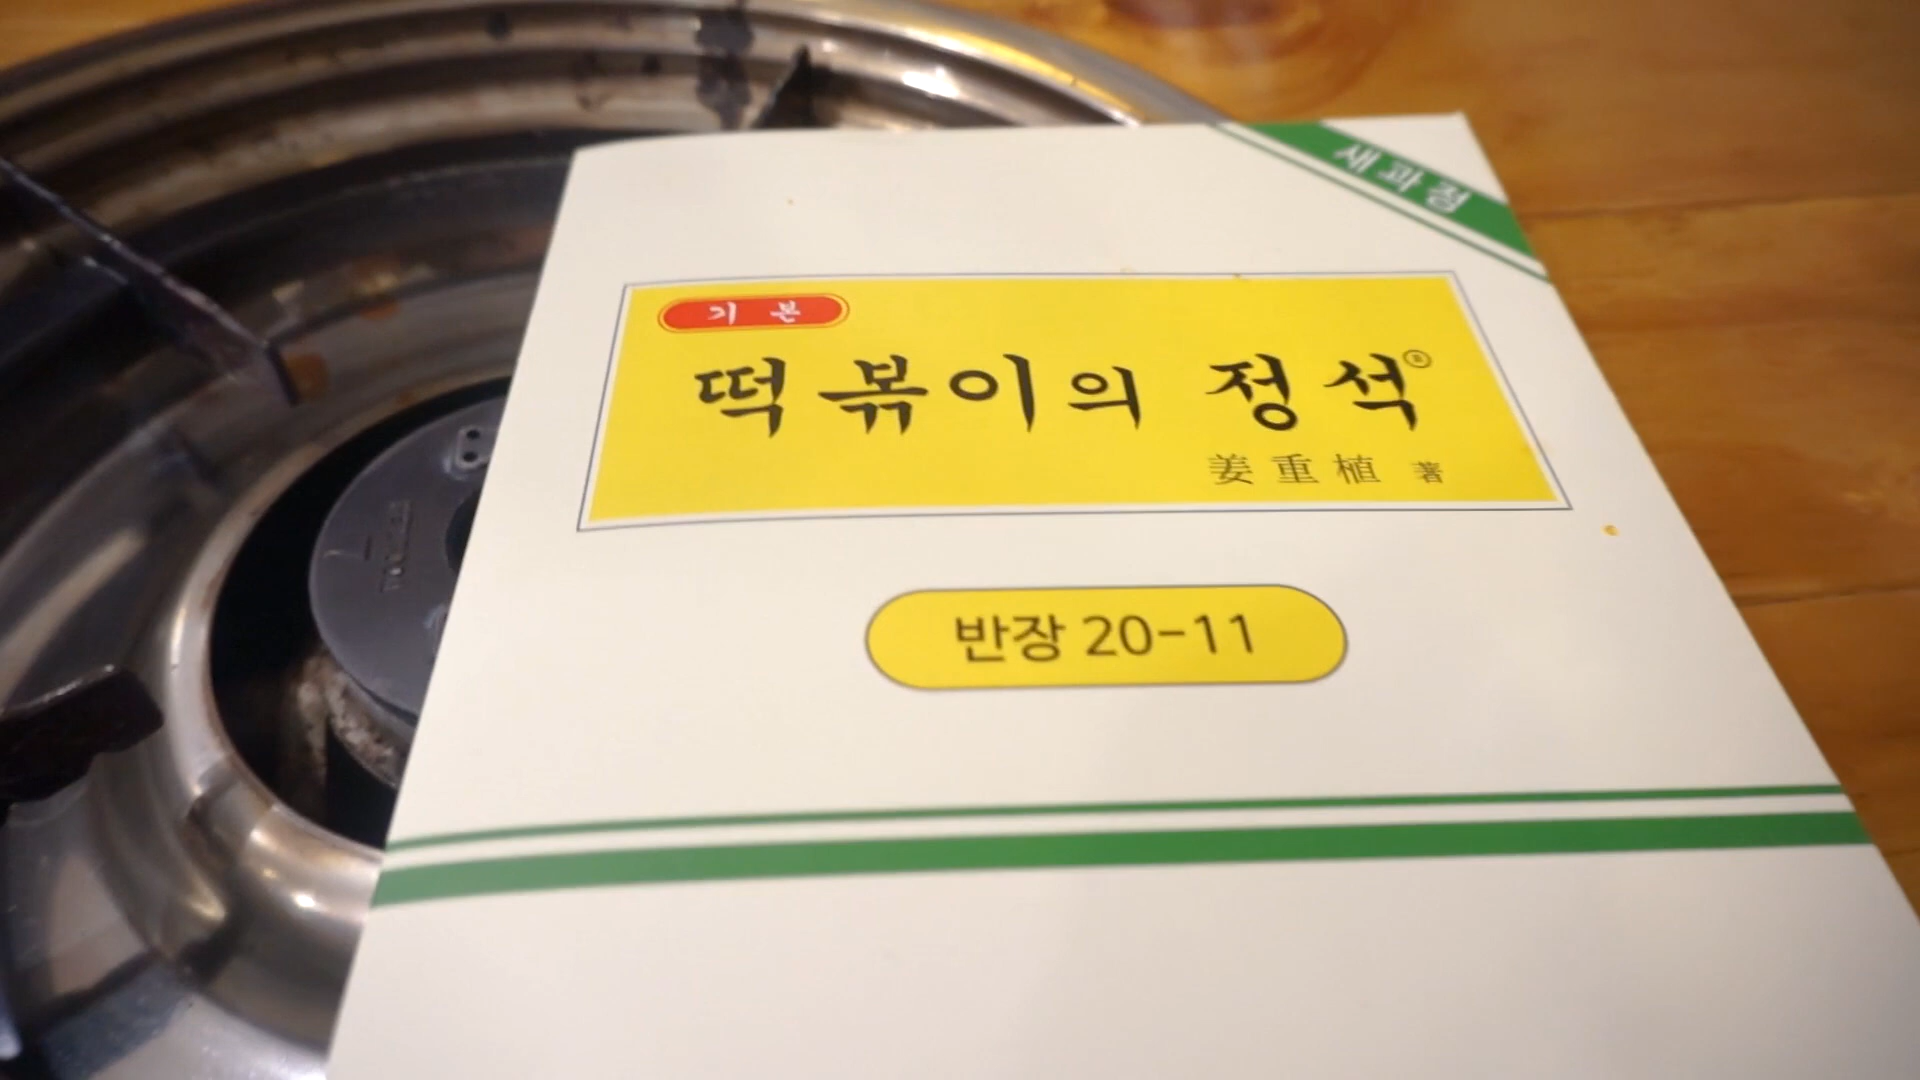 새과정
기본
떡볶이의 정석®
姜重植 著
반장 20-11